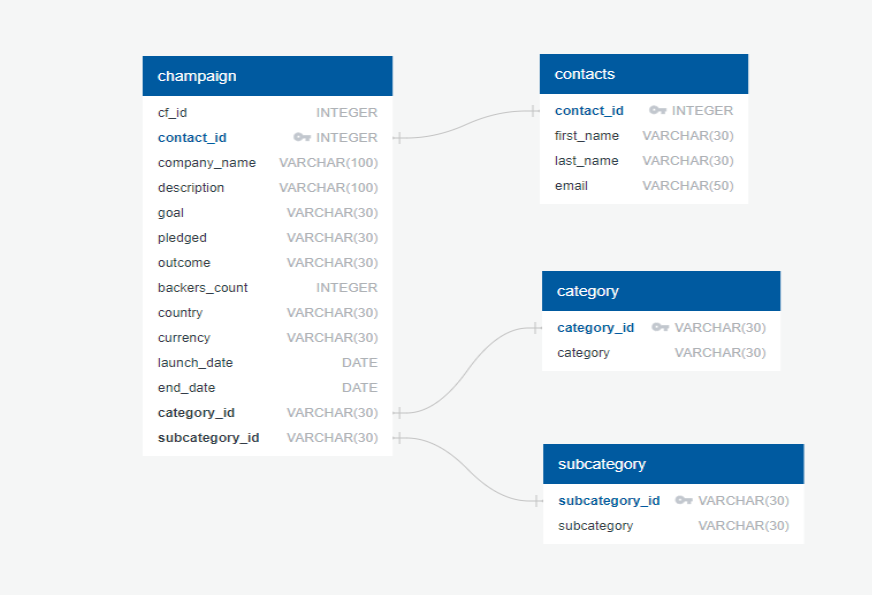 champaign
cf_id INTEGER
contact_id INTEGER
company_name VARCHAR(100)
description VARCHAR(100)
goal VARCHAR(30)
pledged VARCHAR(30)
outcome VARCHAR(30)
backers_count INTEGER
country VARCHAR(30)
currency VARCHAR(30)
launch_date DATE
end_date DATE
category_id VARCHAR(30)
subcategory_id VARCHAR(30)
contacts
contact_id INTEGER
first_name VARCHAR(30)
last_name VARCHAR(30)
email VARCHAR(50)
category
category_id VARCHAR(30)
category VARCHAR(30)
subcategory
subcategory_id VARCHAR(30)
subcategory VARCHAR(30)